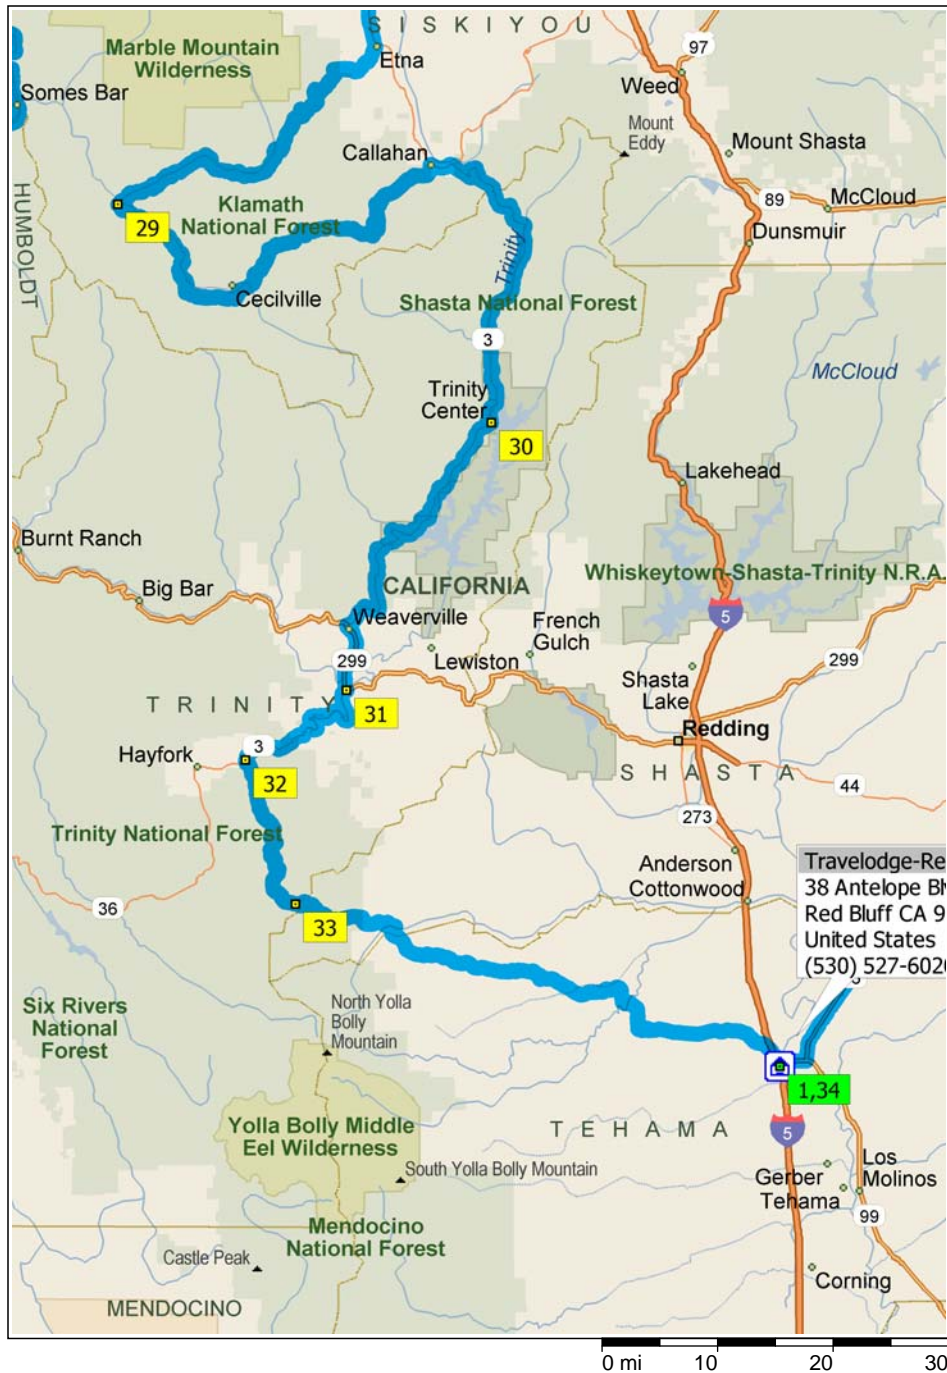 SISKIYOU
97
Marble Mountain
Wilderness
Etna
Somes Bar
Weed
Mount
Eddy
Mount Shasta
Callahan
HUMBOLDT
89
McCloud
Klamath
National Forest
29
Dunsmuir
Trinity
Cecilville
Shasta National Forest
3
McCloud
Trinity
Center
30
Lakehead
Burnt Ranch
Whiskeytown-Shasta-Trinity N.R.A.
Big Bar
CALIFORNIA
5
Weaverville
French
Gulch
299
Lewiston
299
Shasta
Lake
TRINITY
31
Redding
3
Hayfork
32
SHASTA
44
273
Trinity National Forest
Anderson
Cottonwood
Travelodge-Re
38 Antelope Bl
Red Bluff CA 9
United States
(530) 527-602
36
33
Six Rivers
National
Forest
North Yolla
Bolly
Mountain
1,34
Yolla Bolly Middle
Eel Wilderness
TEHAMA
5
South Yolla Bolly Mountain
Gerber
Tehama
Los
Molinos
99
Mendocino
National Forest
Castle Peak
Corning
MENDOCINO
0 mi 10 20 30